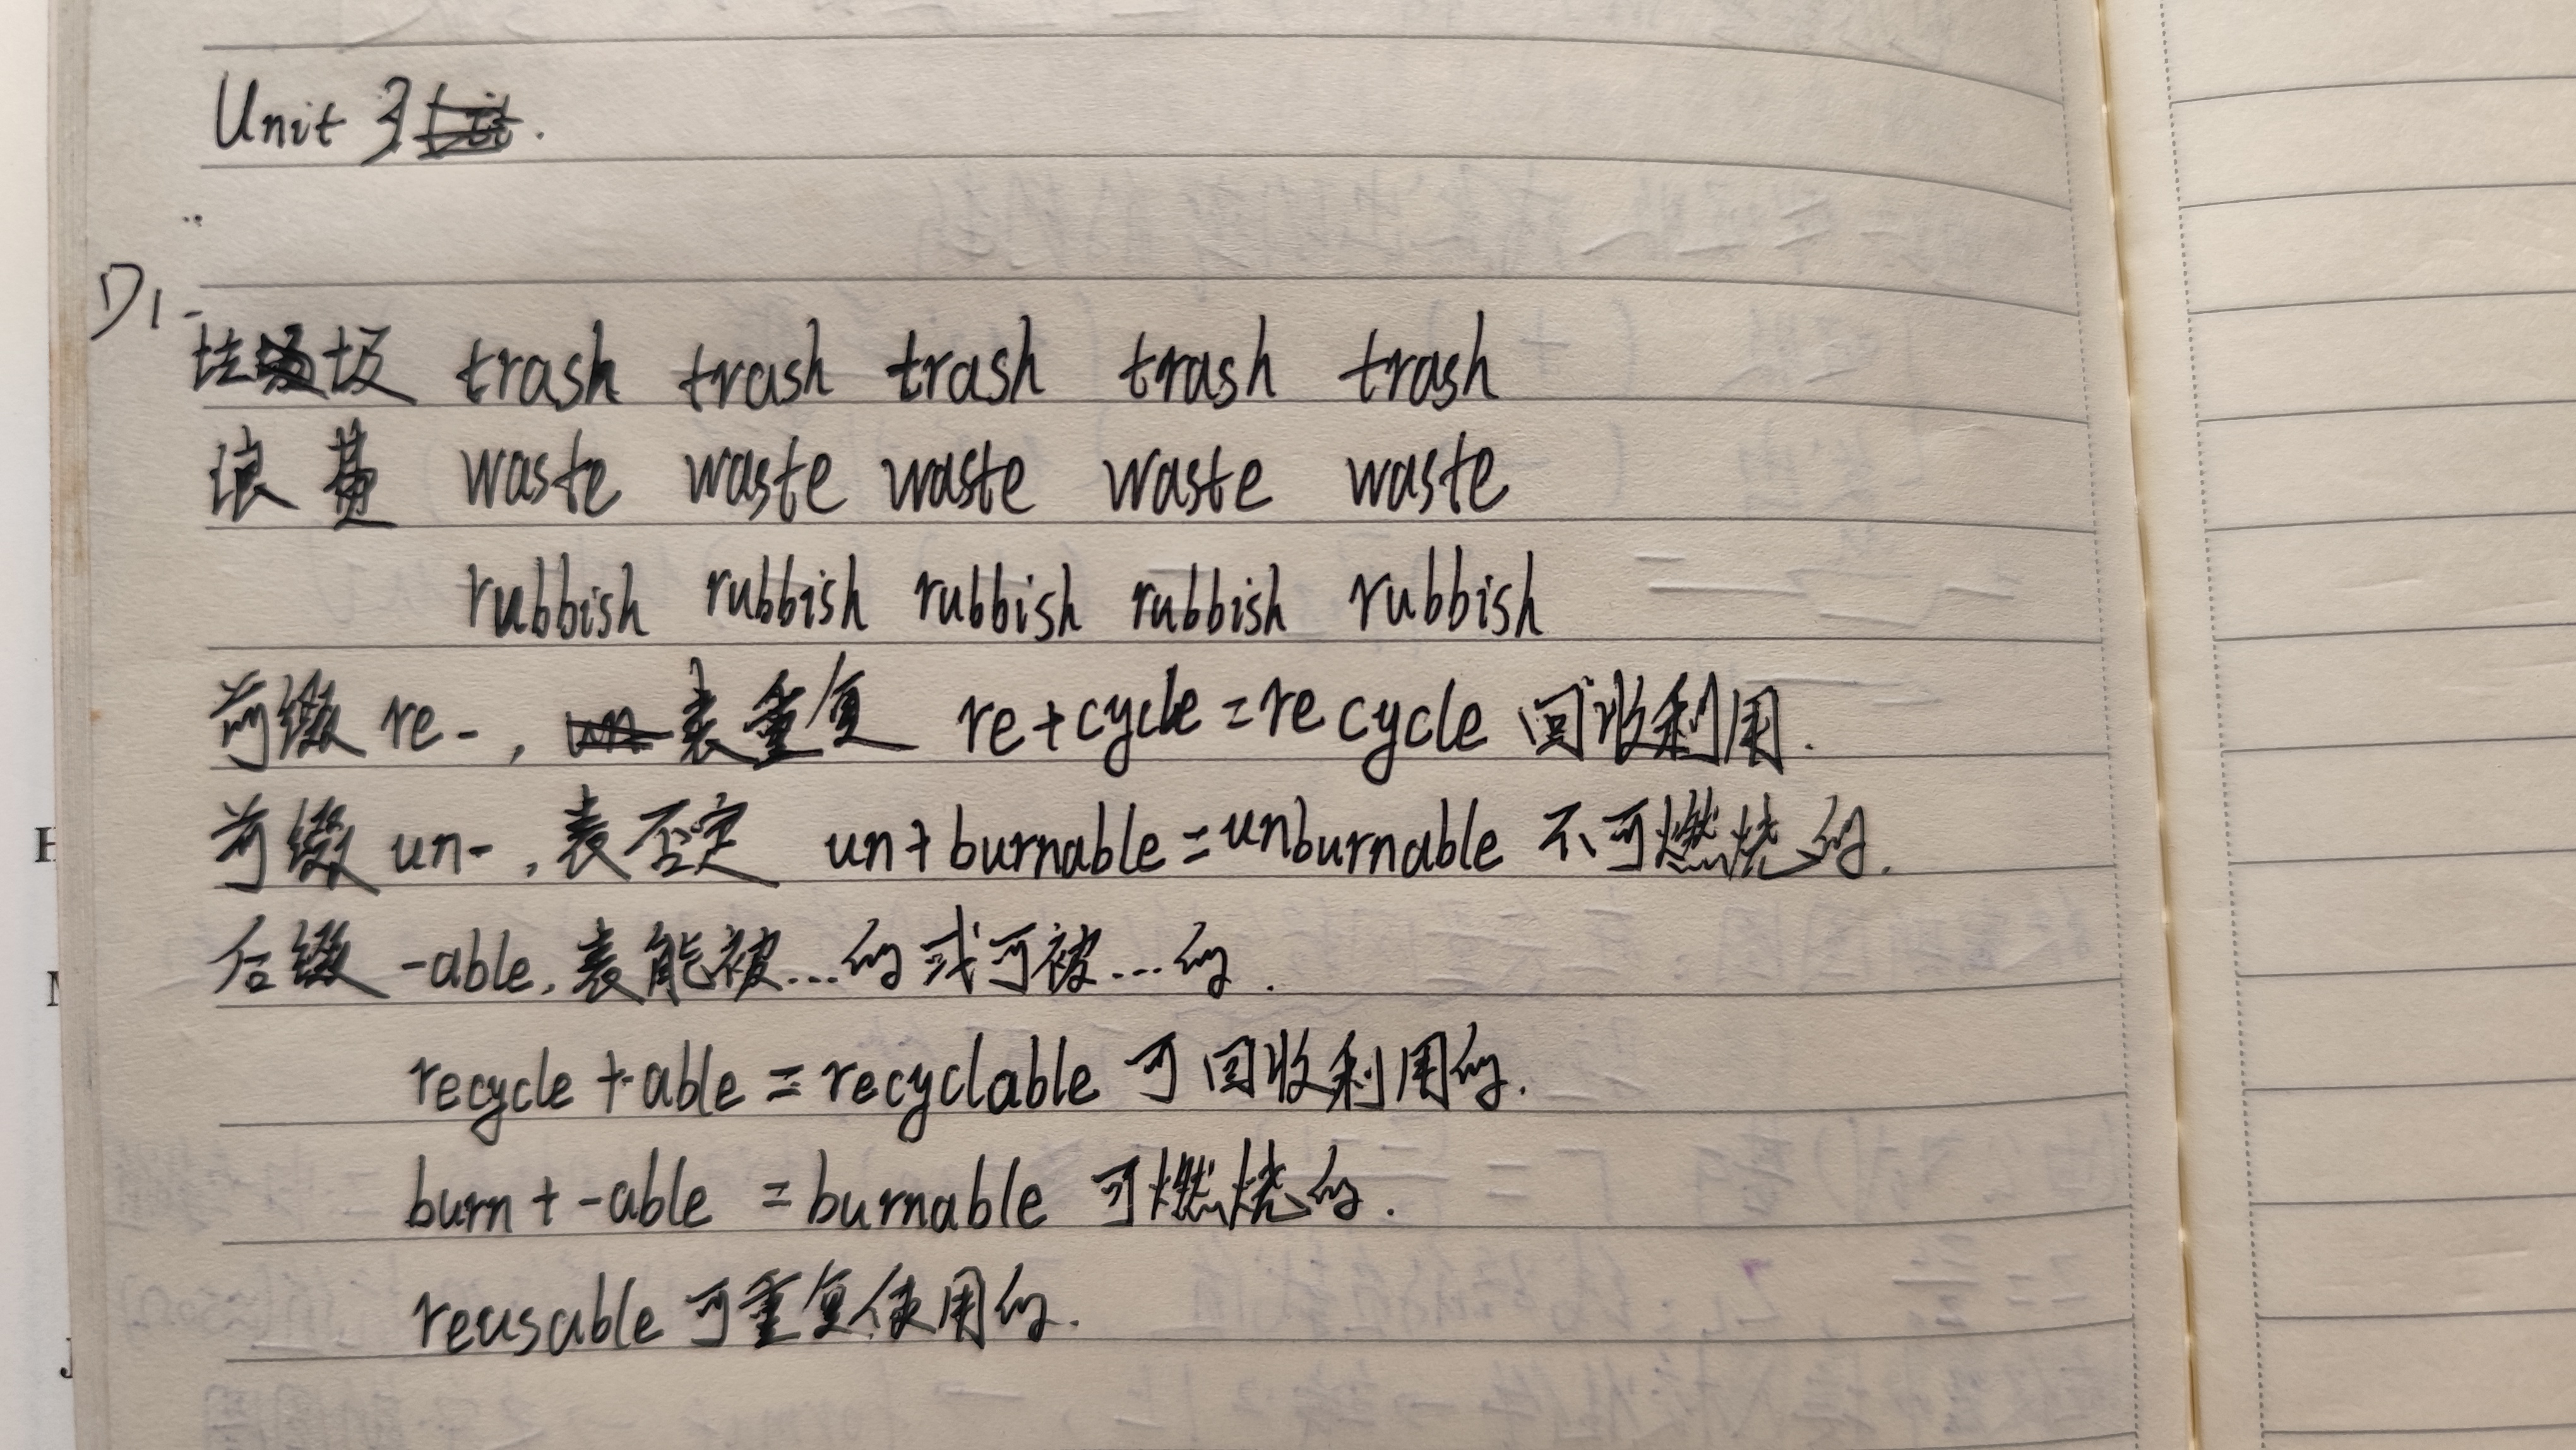 Unit 3
D1-
垃圾 trash trash trash trash trash
浪费 waste waste waste waste waste
rubbish rubbish rubbish rubbish rubbish
前缀 re-, 表重复 re+cycle=recycle 回收利用.
前缀 un-, 表否定 un+burnable=unburnable 不可燃烧的.
后缀 -able, 表能被...的或可被...的.
recycle+able=recyclable 可回收利用的.
burn+-able =burnable 可燃烧的.
reusable 可重复使用的.